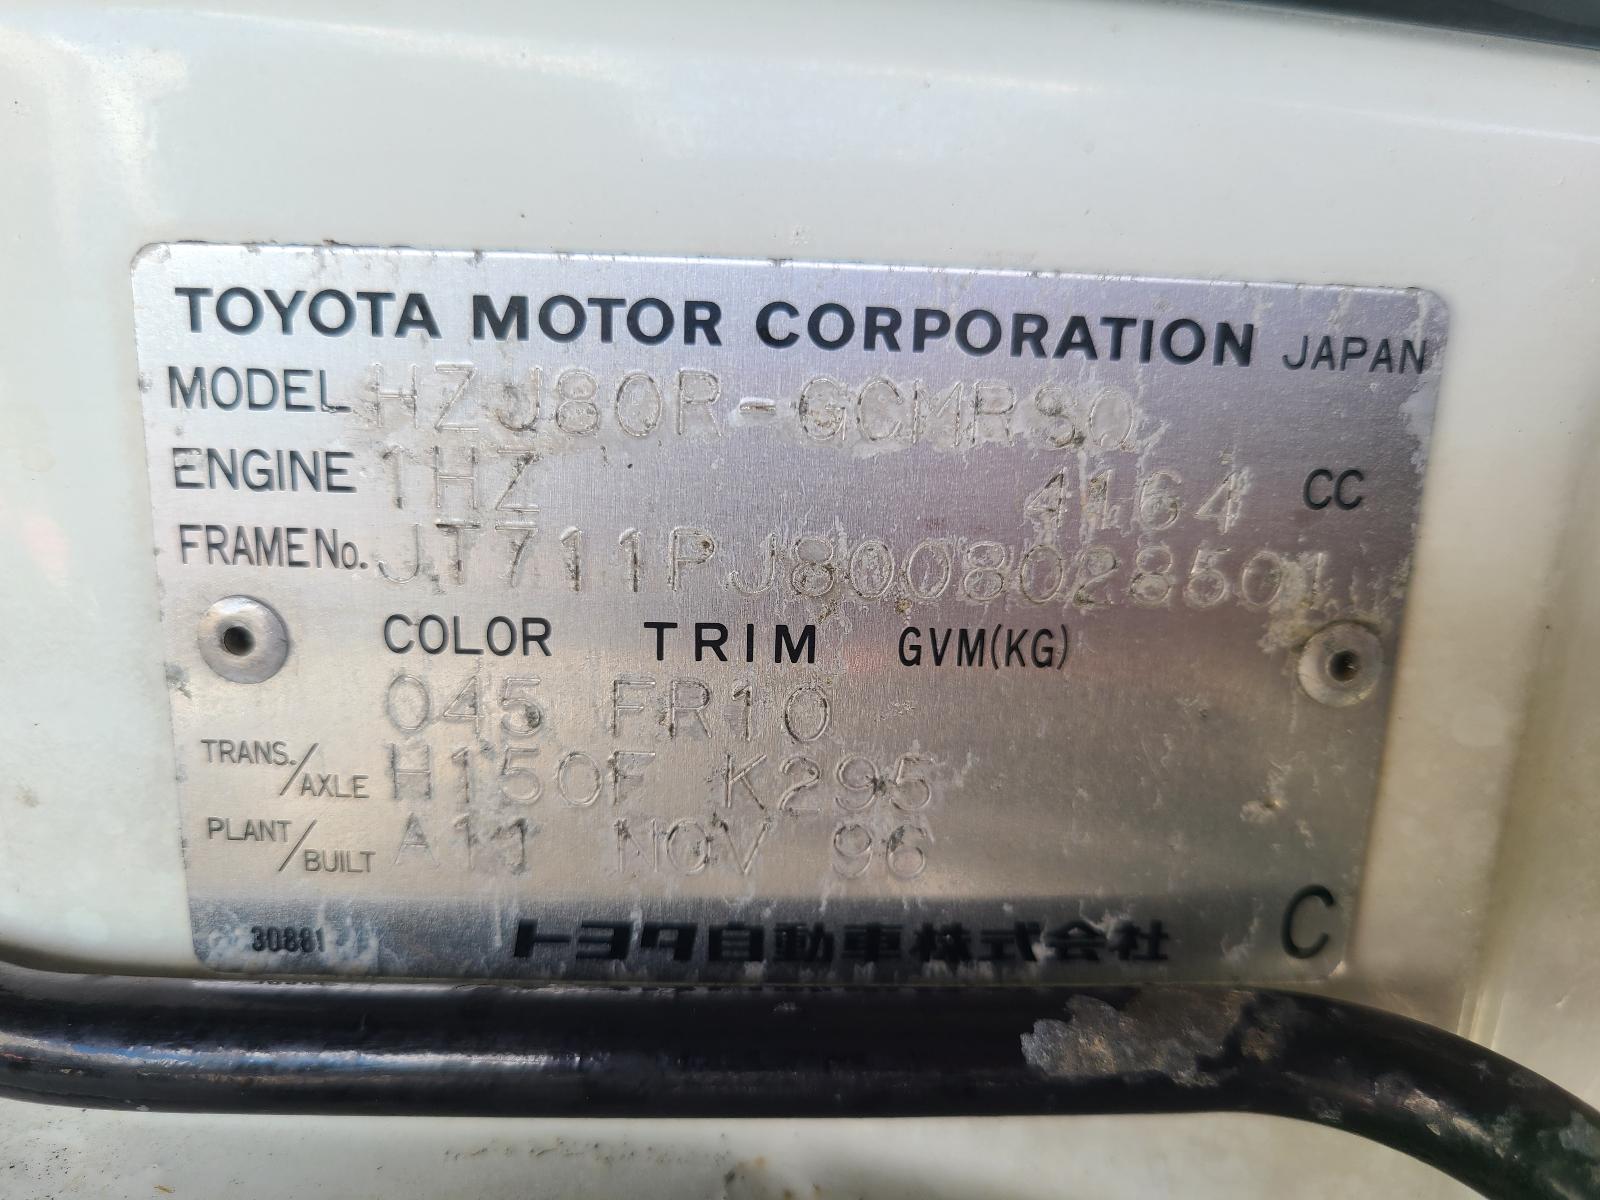 TOYOTA MOTOR CORPORATION JAPAN
MODEL HZJ80R-GCMRSQ
ENGINE 1HZ 4164 CC
FRAME No. JT711PJ8008028501
COLOR TRIM GVM(KG)
045 FR10
TRANS./AXLE H150F K295
PLANT/BUILT A11 NOV 96
30881 トヨタ自動車株式会社 C